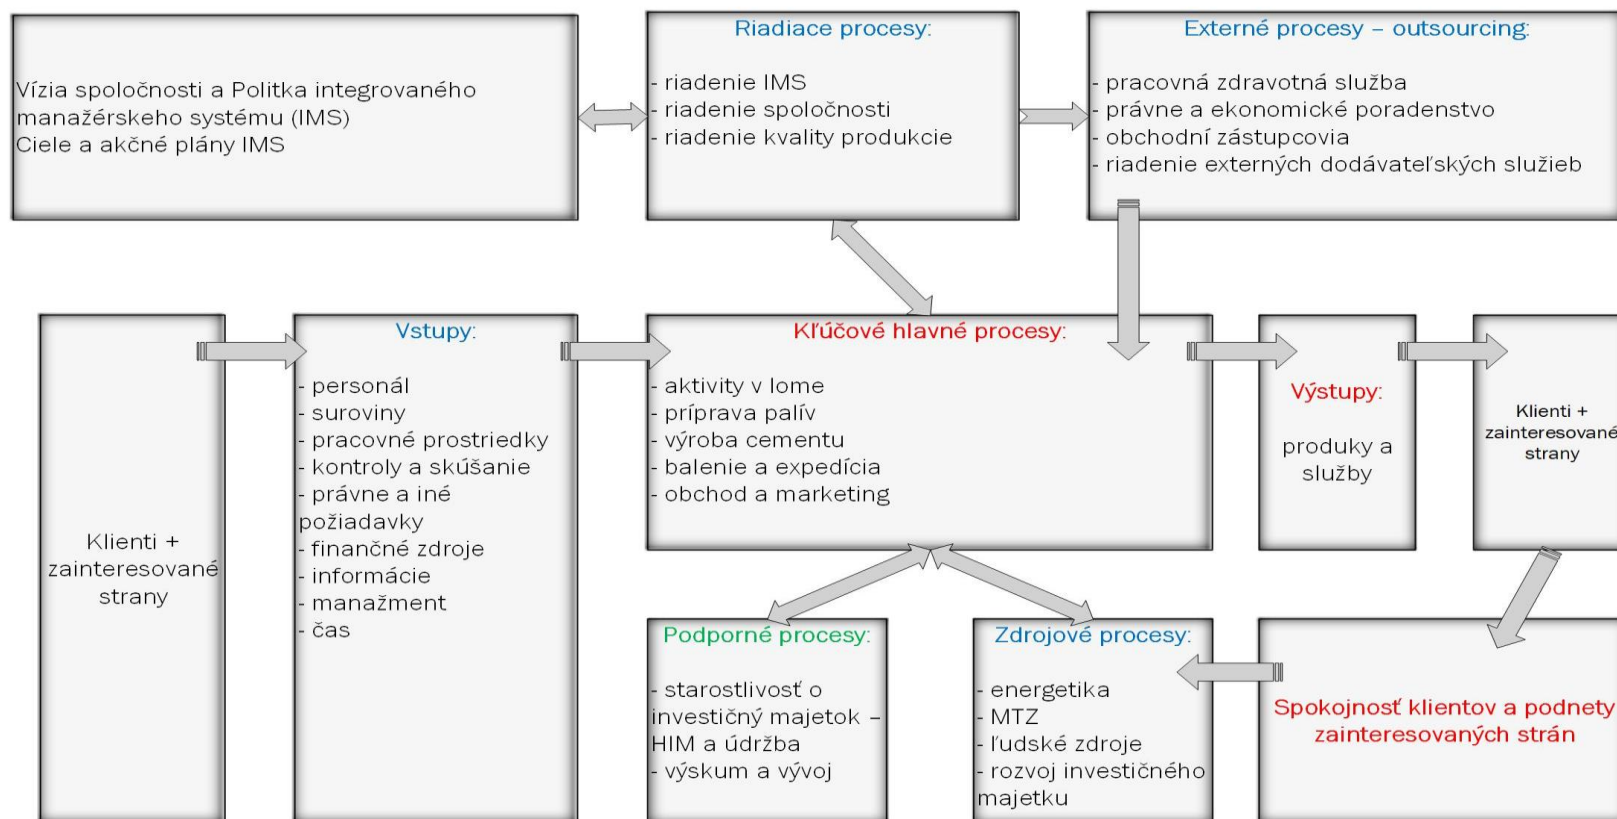 Vízia spoločnosti a Politka integrovaného
manažérskeho systému (IMS)
Ciele a akčné plány IMS
Riadiace procesy:
- riadenie IMS
- riadenie spoločnosti
- riadenie kvality produkcie
Externé procesy – outsourcing:
- pracovná zdravotná služba
- právne a ekonomické poradenstvo
- obchodní zástupcovia
- riadenie externých dodávateľských služieb
Klienti +
zainteresované
strany
Vstupy:
- personál
- suroviny
- pracovné prostriedky
- kontroly a skúšanie
- právne a iné
požiadavky
- finančné zdroje
- informácie
- manažment
- čas
Kľúčové hlavné procesy:
- aktivity v lome
- príprava palív
- výroba cementu
- balenie a expedícia
- obchod a marketing
Výstupy:
produky a
služby
Klienti +
zainteresované
strany
Podporné procesy:
- starostlivosť o
investičný majetok –
HIM a údržba
- výskum a vývoj
Zdrojové procesy:
- energetika
- MTZ
- ľudské zdroje
- rozvoj investičného
majetku
Spokojnosť klientov a podnety
zainteresovaných strán